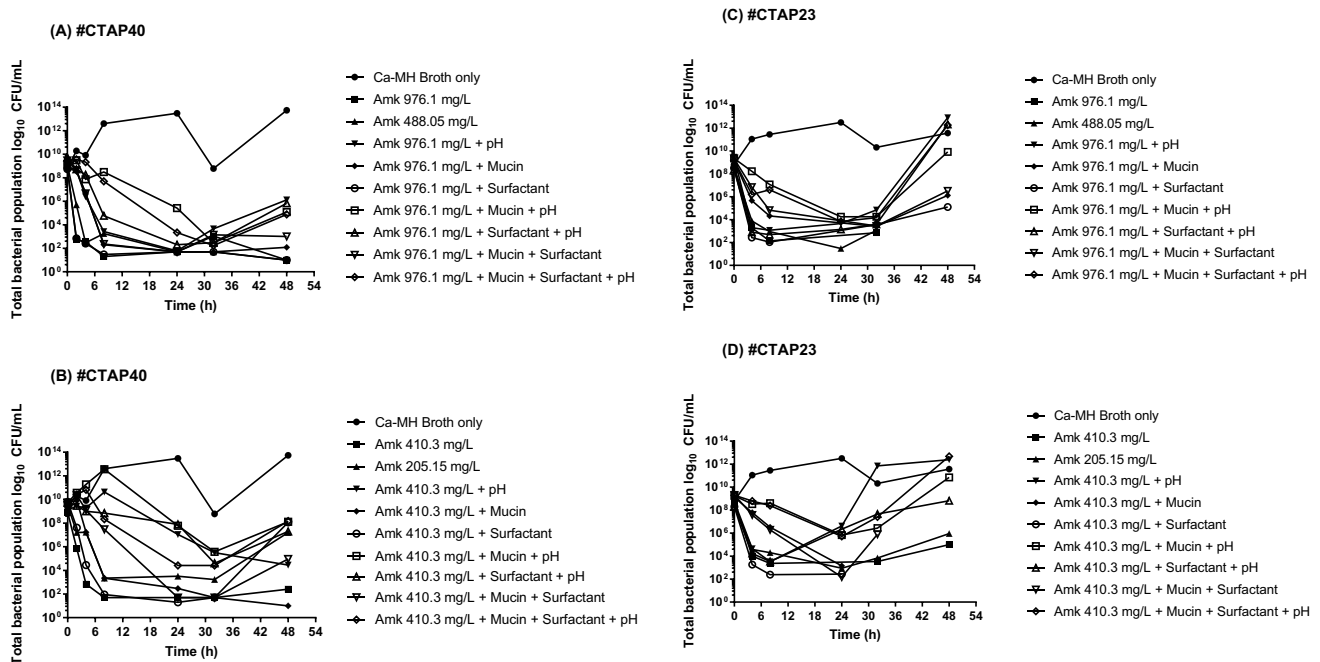 (A) #CTAP40
Total bacterial population log10 CFU/mL
10^14
10^12
10^10
10^8
10^6
10^4
10^2
10^0
0 6 12 18 24 30 36 42 48 54
Time (h)
Ca-MH Broth only
Amk 976.1 mg/L
Amk 488.05 mg/L
Amk 976.1 mg/L + pH
Amk 976.1 mg/L + Mucin
Amk 976.1 mg/L + Surfactant
Amk 976.1 mg/L + Mucin + pH
Amk 976.1 mg/L + Surfactant + pH
Amk 976.1 mg/L + Mucin + Surfactant
Amk 976.1 mg/L + Mucin + Surfactant + pH
(B) #CTAP40
Total bacterial population log10 CFU/mL
10^14
10^12
10^10
10^8
10^6
10^4
10^2
10^0
0 6 12 18 24 30 36 42 48 54
Time (h)
Ca-MH Broth only
Amk 410.3 mg/L
Amk 205.15 mg/L
Amk 410.3 mg/L + pH
Amk 410.3 mg/L + Mucin
Amk 410.3 mg/L + Surfactant
Amk 410.3 mg/L + Mucin + pH
Amk 410.3 mg/L + Surfactant + pH
Amk 410.3 mg/L + Mucin + Surfactant
Amk 410.3 mg/L + Mucin + Surfactant + pH
(C) #CTAP23
Total bacterial population log10 CFU/mL
10^14
10^12
10^10
10^8
10^6
10^4
10^2
10^0
0 6 12 18 24 30 36 42 48 54
Time (h)
Ca-MH Broth only
Amk 976.1 mg/L
Amk 488.05 mg/L
Amk 976.1 mg/L + pH
Amk 976.1 mg/L + Mucin
Amk 976.1 mg/L + Surfactant
Amk 976.1 mg/L + Mucin + pH
Amk 976.1 mg/L + Surfactant + pH
Amk 976.1 mg/L + Mucin + Surfactant
Amk 976.1 mg/L + Mucin + Surfactant + pH
(D) #CTAP23
Total bacterial population log10 CFU/mL
10^14
10^12
10^10
10^8
10^6
10^4
10^2
10^0
0 6 12 18 24 30 36 42 48 54
Time (h)
Ca-MH Broth only
Amk 410.3 mg/L
Amk 205.15 mg/L
Amk 410.3 mg/L + pH
Amk 410.3 mg/L + Mucin
Amk 410.3 mg/L + Surfactant
Amk 410.3 mg/L + Mucin + pH
Amk 410.3 mg/L + Surfactant + pH
Amk 410.3 mg/L + Mucin + Surfactant
Amk 410.3 mg/L + Mucin + Surfactant + pH